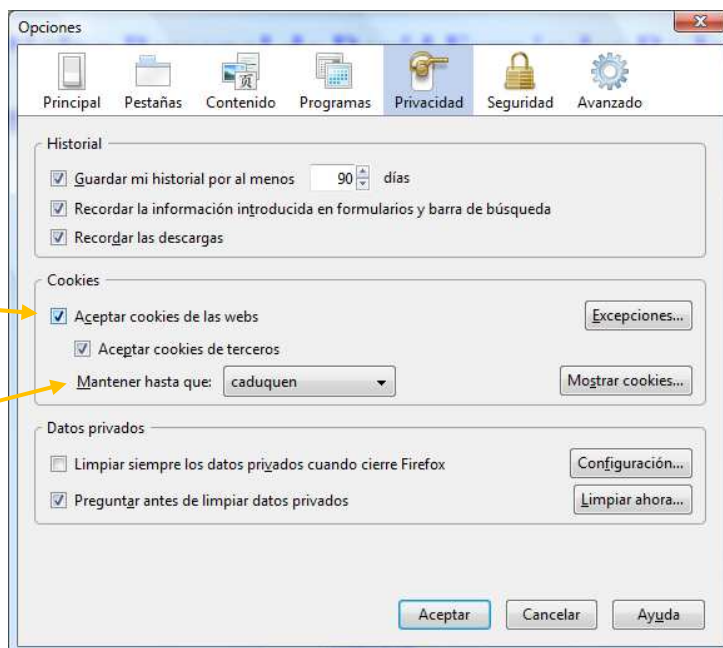 Opciones
Principal Pestañas Contenido Programas Privacidad Seguridad Avanzado
Historial
Guardar mi historial por al menos 90 días
Recordar la información introducida en formularios y barra de búsqueda
Recordar las descargas
Cookies
Aceptar cookies de las webs Excepciones...
Aceptar cookies de terceros
Mantener hasta que: caduquen Mostrar cookies...
Datos privados
Limpiar siempre los datos privados cuando cierre Firefox Configuración...
Preguntar antes de limpiar datos privados Limpiar ahora...
Aceptar Cancelar Ayuda